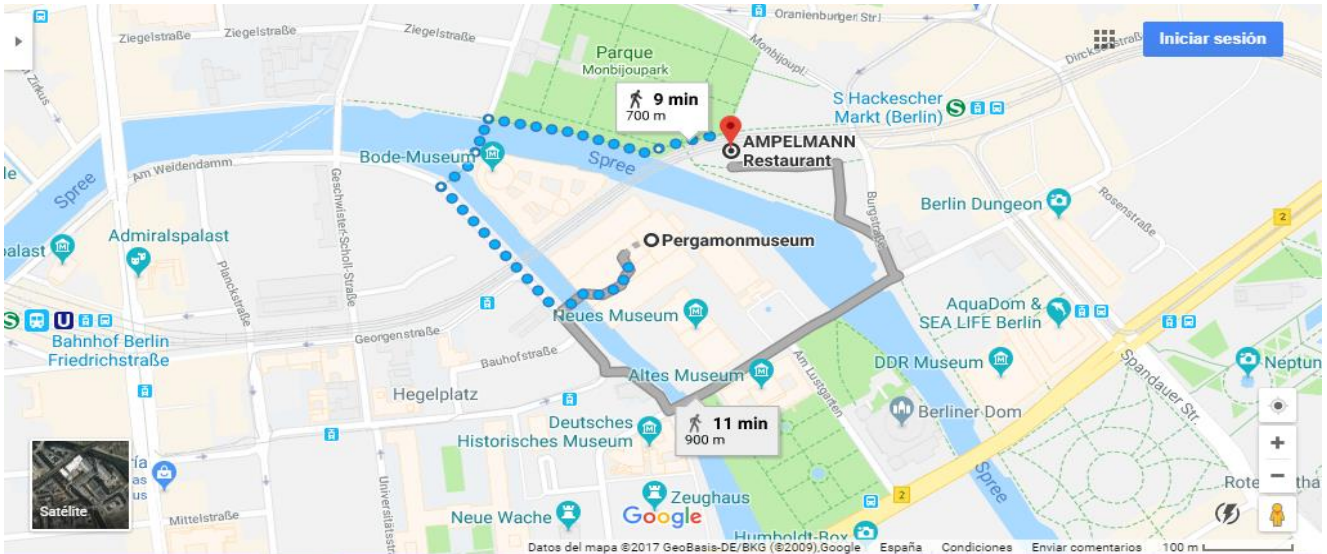 Ziegelstraße
Ziegelstraße
Ziegelstraße
Oranienburger Str
Parque
Monbijoupark
Monbijoupl.
Iniciar sesión
9 min
700 m
S Hackescher
Markt (Berlin)
AMPELMANN
Restaurant
Bode-Museum
Spree
Am Weidendamm
Spree
Geschwister-Scholl-Straße
Burgstraße
Rosenstraße
Berlin Dungeon
2
Admiralspalast
Planckstraße
Pergamonmuseum
AquaDom &
SEA LIFE Berlin
S
U
Bahnhof Berlin
Friedrichstraße
Georgenstraße
Neues Museum
Bauhofstraße
Altes Museum
Am Lustgarten
DDR Museum
Spandauer Str.
Neptun
Hegelplatz
11 min
900 m
Berliner Dom
Deutsches
Historisches Museum
Satélite
Universitätsstr
Mittelstraße
Neue Wache
Zeughaus
Google
2
Spree
Humboldt-Box
Datos del mapa ©2017 GeoBasis-DE/BKG (©2009),Google España Condiciones Enviar comentarios 100 m